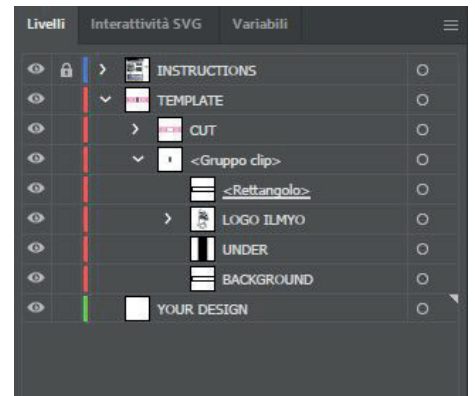 Livelli Interattività SVG Variabili
INSTRUCTIONS
TEMPLATE
CUT
<Gruppo clip>
<Rettangolo>
LOGO ILMYO
UNDER
BACKGROUND
YOUR DESIGN